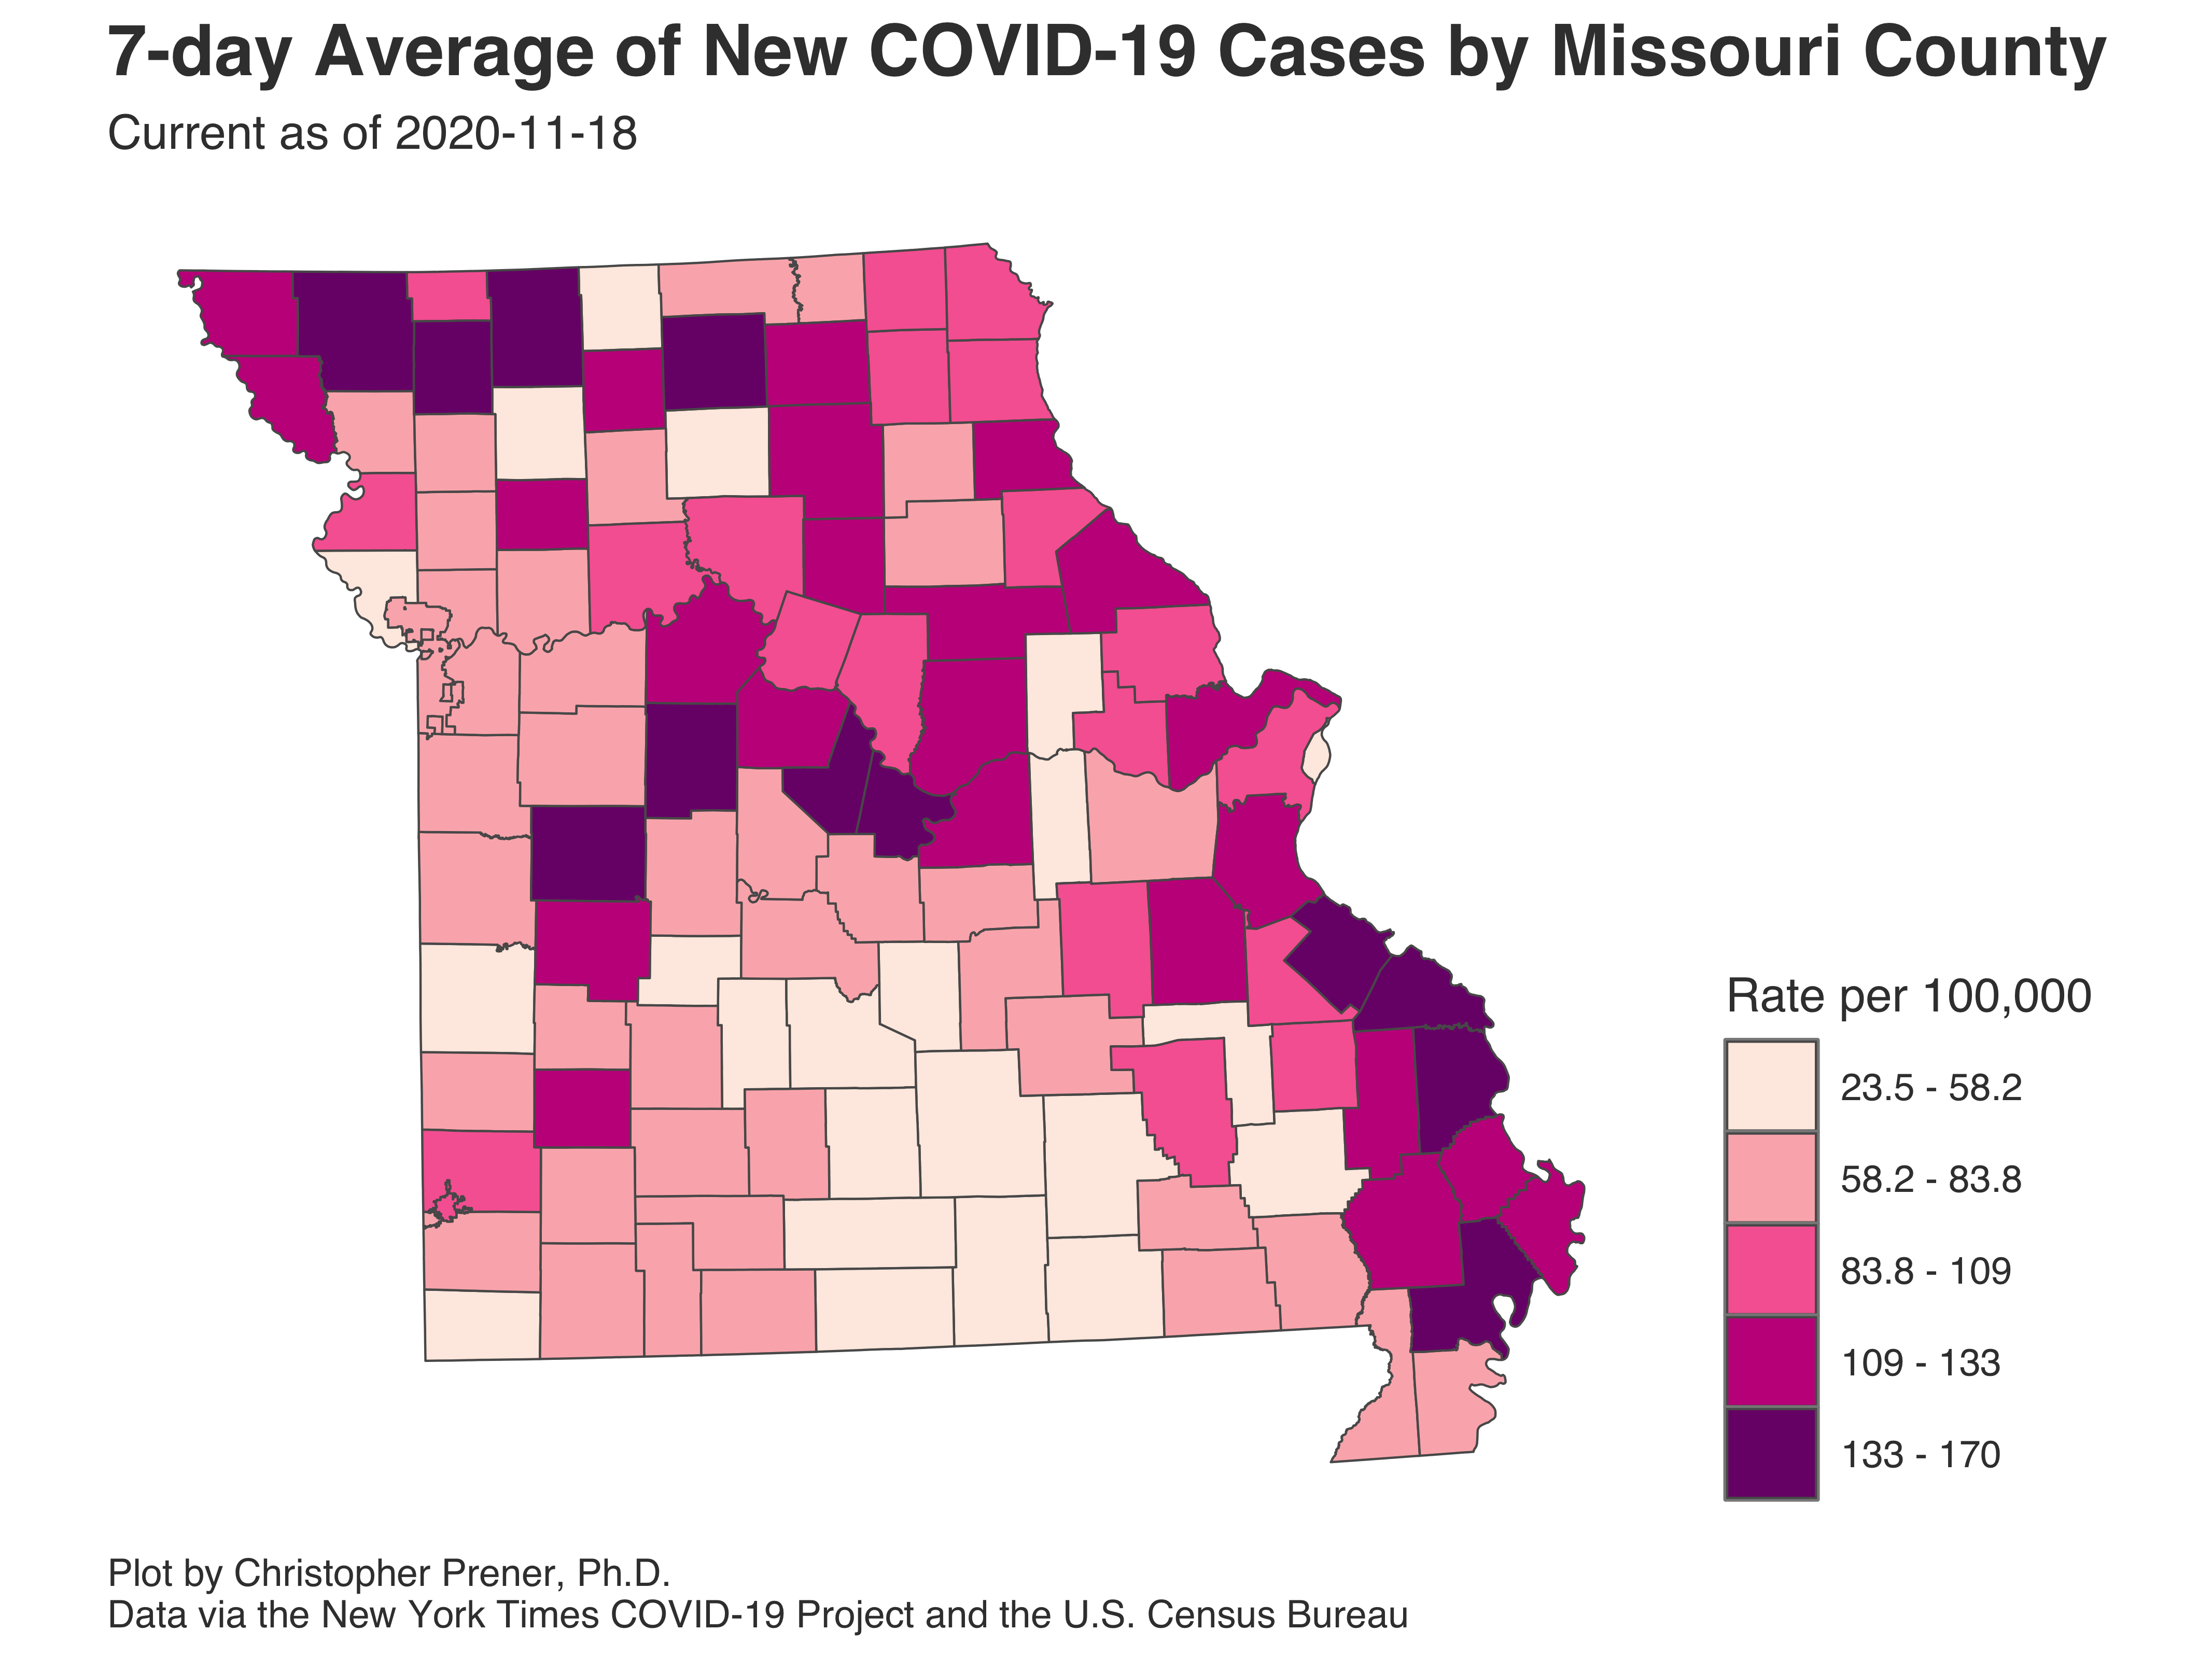 7-day Average of New COVID-19 Cases by Missouri County
Current as of 2020-11-18
Rate per 100,000
23.5 - 58.2
58.2 - 83.8
83.8 - 109
109 - 133
133 - 170
Plot by Christopher Prener, Ph.D.
Data via the New York Times COVID-19 Project and the U.S. Census Bureau